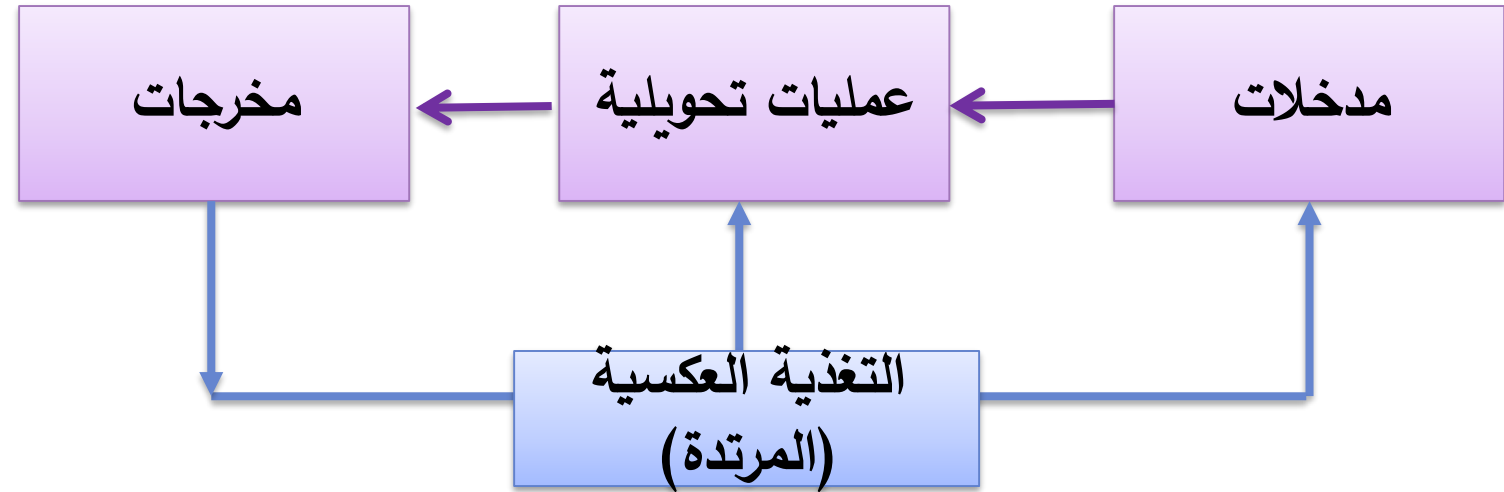 مدخلات
عمليات تحويلية
مخرجات
التغذية العكسية
(المرتدة)